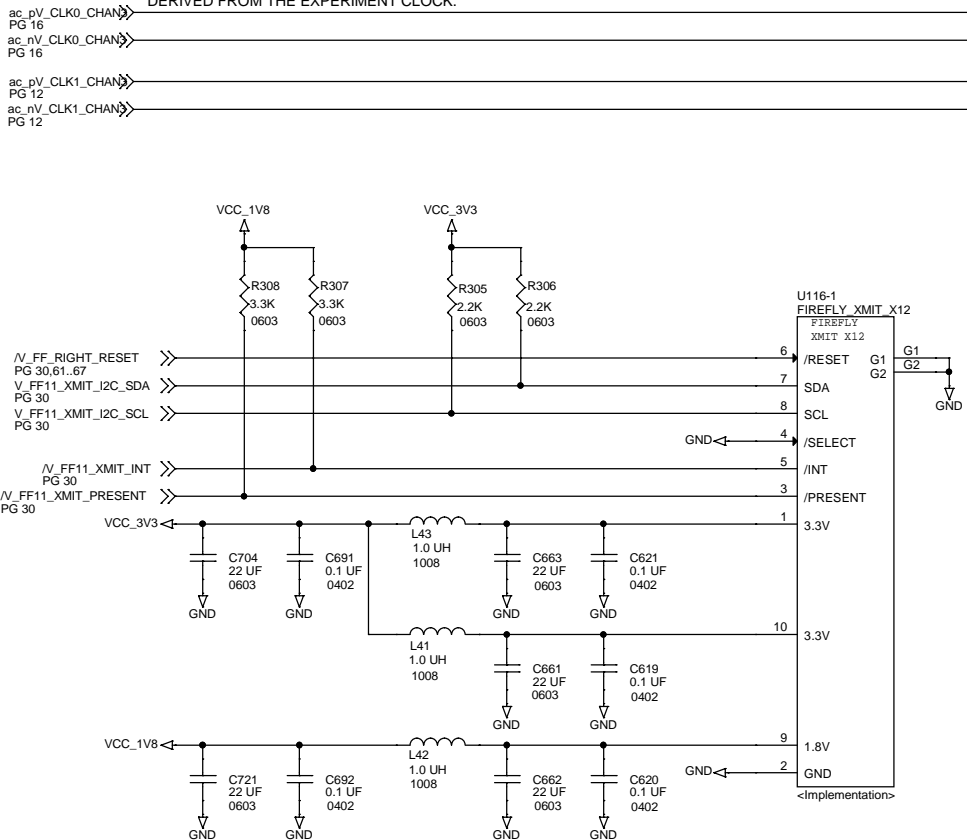 DERIVED FROM THE EXPERIMENT CLOCK.
ac_pV_CLK0_CHAN3
PG 16
ac_nV_CLK0_CHAN3
PG 16
ac_pV_CLK1_CHAN3
PG 12
ac_nV_CLK1_CHAN3
PG 12
VCC_1V8
VCC_3V3
R308
3.3K
0603
R307
3.3K
0603
R305
2.2K
0603
R306
2.2K
0603
U116-1
FIREFLY_XMIT_X12
FIREFLY
XMIT X12
/V_FF_RIGHT_RESET
PG 30,61..67
6
/RESET
G1
G1
G2
G2
GND
V_FF11_XMIT_I2C_SDA
PG 30
7
SDA
V_FF11_XMIT_I2C_SCL
PG 30
8
SCL
GND
4
/SELECT
/V_FF11_XMIT_INT
PG 30
5
/INT
/V_FF11_XMIT_PRESENT
PG 30
3
/PRESENT
VCC_3V3
L43
1.0 UH
1008
1
3.3V
C704
22 UF
0603
GND
C691
0.1 UF
0402
GND
C663
22 UF
0603
GND
C621
0.1 UF
0402
GND
L41
1.0 UH
1008
10
3.3V
C661
22 UF
0603
GND
C619
0.1 UF
0402
GND
VCC_1V8
L42
1.0 UH
1008
9
1.8V
GND
2
GND
C721
22 UF
0603
GND
C692
0.1 UF
0402
GND
C662
22 UF
0603
GND
C620
0.1 UF
0402
GND
<Implementation>